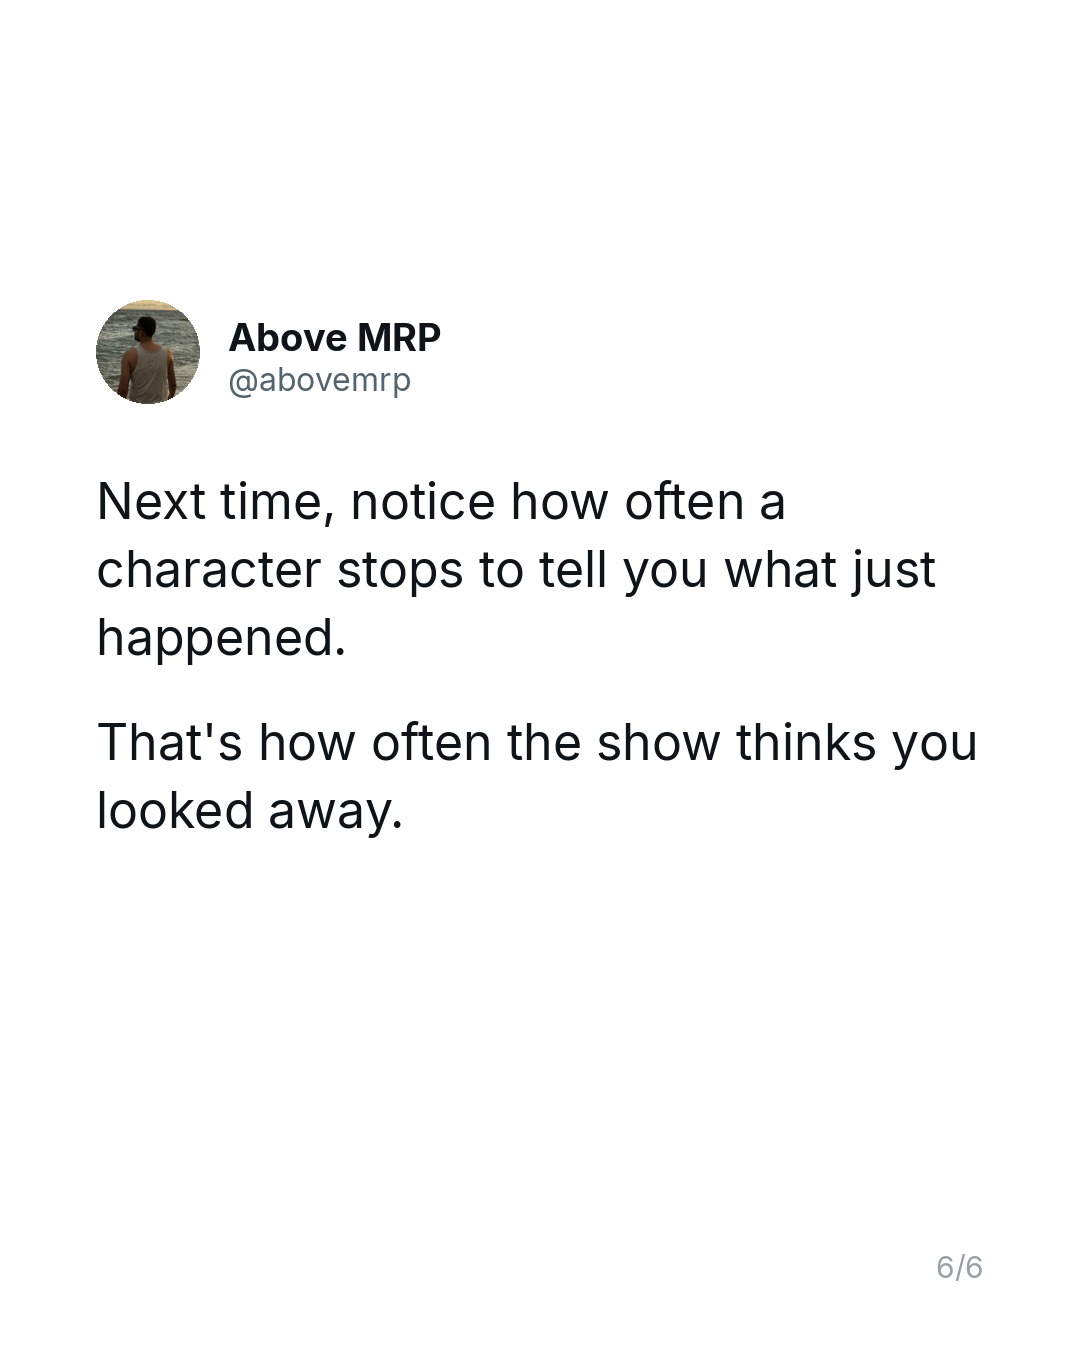 Above MRP
@abovemrp
Next time, notice how often a
character stops to tell you what just
happened.
That's how often the show thinks you
looked away.
6/6